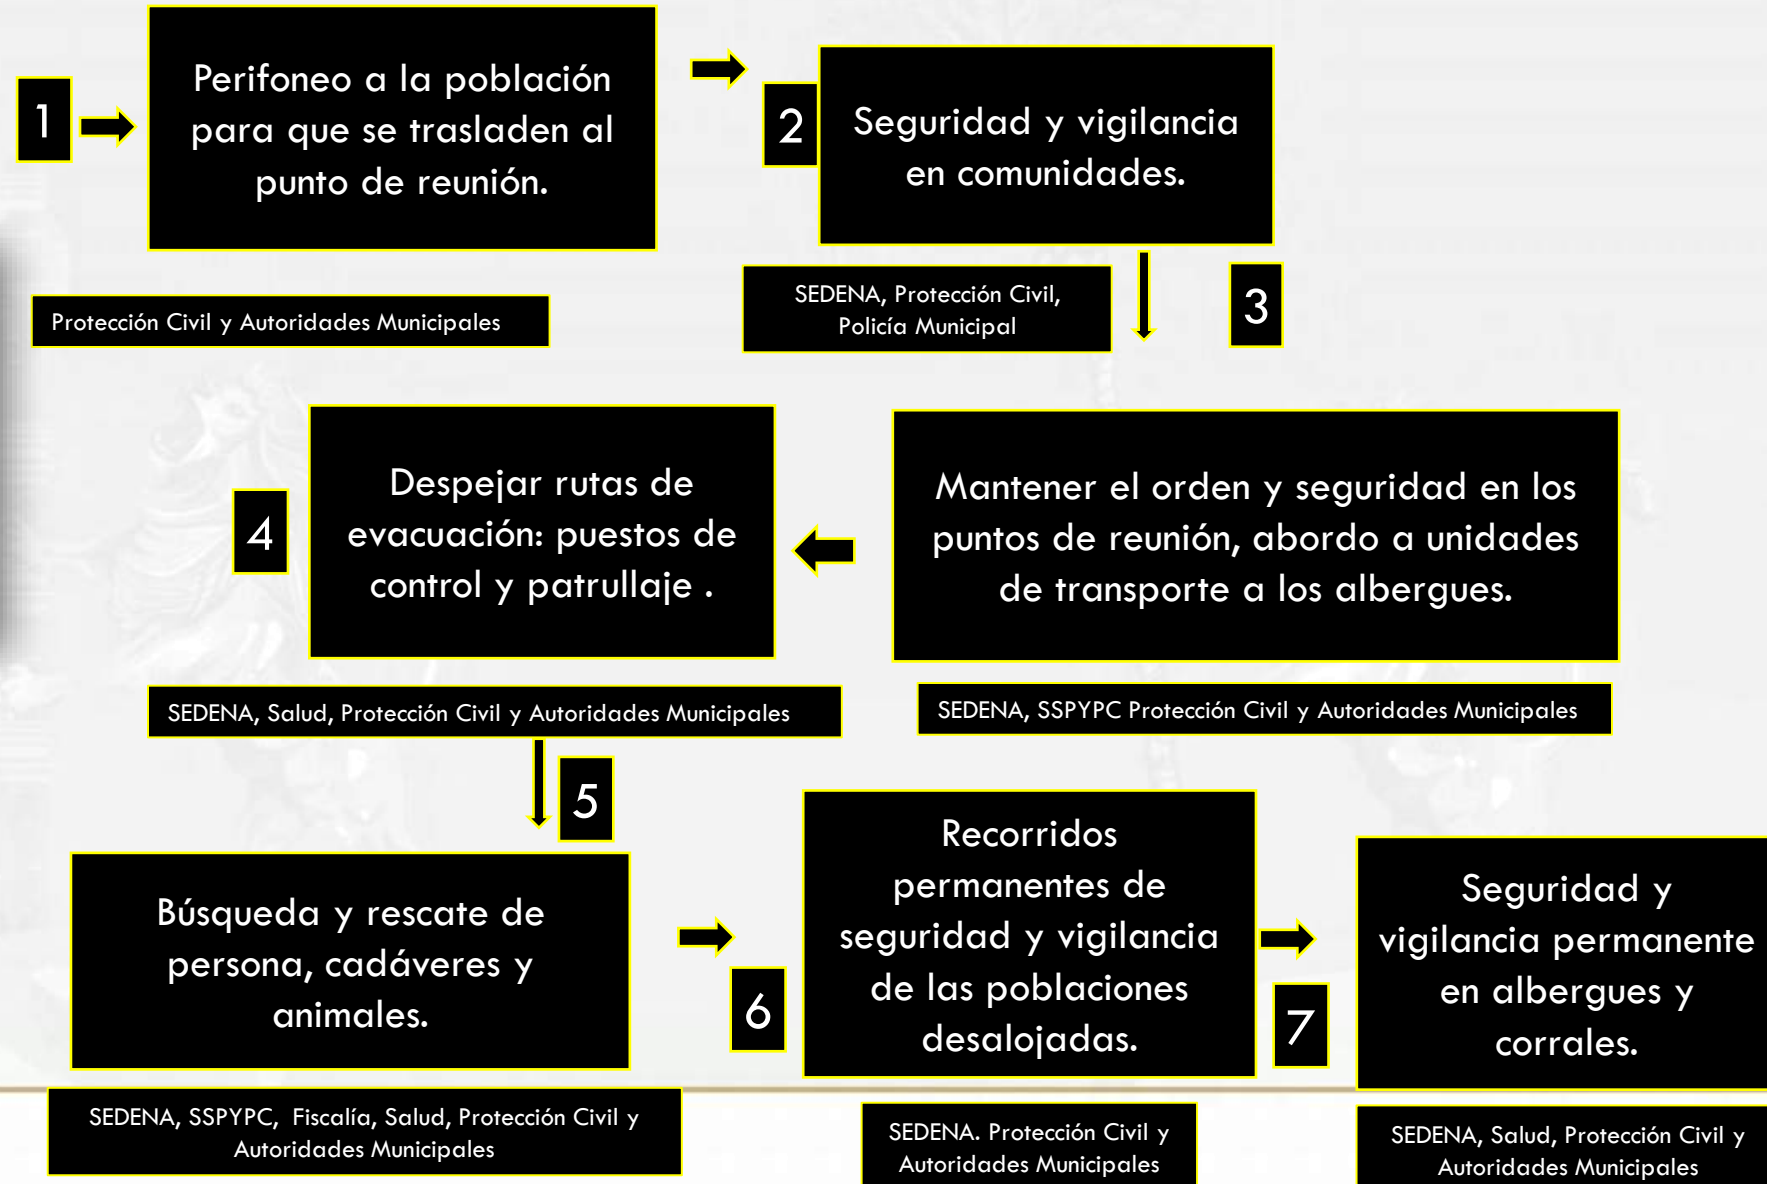 1
Perifoneo a la población
para que se trasladen al
punto de reunión.
Protección Civil y Autoridades Municipales
2
Seguridad y vigilancia
en comunidades.
SEDENA, Protección Civil,
Policía Municipal
3
Mantener el orden y seguridad en los
puntos de reunión, abordo a unidades
de transporte a los albergues.
SEDENA, SSPYPC Protección Civil y Autoridades Municipales
4
Despejar rutas de
evacuación: puestos de
control y patrullaje .
SEDENA, Salud, Protección Civil y Autoridades Municipales
5
Búsqueda y rescate de
persona, cadáveres y
animales.
SEDENA, SSPYPC, Fiscalía, Salud, Protección Civil y
Autoridades Municipales
6
Recorridos
permanentes de
seguridad y vigilancia
de las poblaciones
desalojadas.
SEDENA. Protección Civil y
Autoridades Municipales
7
Seguridad y
vigilancia permanente
en albergues y
corrales.
SEDENA, Salud, Protección Civil y
Autoridades Municipales